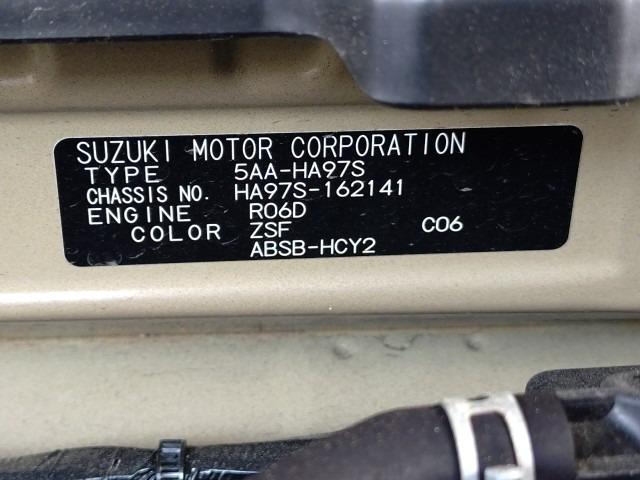 SUZUKI MOTOR CORPORATION
TYPE 5AA-HA97S
CHASSIS NO. HA97S-162141
ENGINE R06D
COLOR ZSF C06
ABSB-HCY2